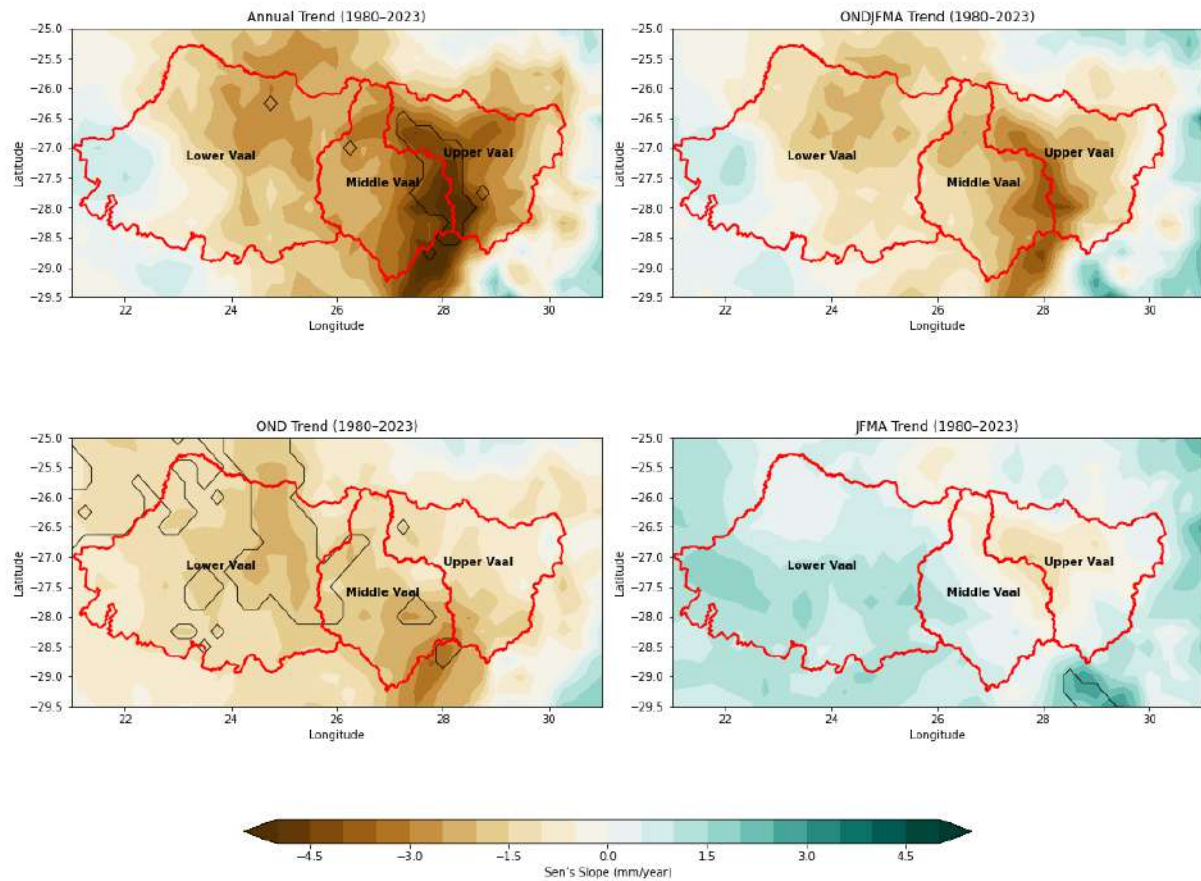 Annual Trend (1980–2023)
−25.0
−25.5
−26.0
−26.5
−27.0
−27.5
−28.0
−28.5
−29.0
−29.5
Latitude
Lower Vaal
Middle Vaal
Upper Vaal
22 24 26 28 30
Longitude
ONDJFMA Trend (1980–2023)
−25.0
−25.5
−26.0
−26.5
−27.0
−27.5
−28.0
−28.5
−29.0
−29.5
Latitude
Lower Vaal
Middle Vaal
Upper Vaal
22 24 26 28 30
Longitude
OND Trend (1980–2023)
−25.0
−25.5
−26.0
−26.5
−27.0
−27.5
−28.0
−28.5
−29.0
−29.5
Latitude
Lower Vaal
Middle Vaal
Upper Vaal
22 24 26 28 30
Longitude
JFMA Trend (1980–2023)
−25.0
−25.5
−26.0
−26.5
−27.0
−27.5
−28.0
−28.5
−29.0
−29.5
Latitude
Lower Vaal
Middle Vaal
Upper Vaal
22 24 26 28 30
Longitude
−4.5 −3.0 −1.5 0.0 1.5 3.0 4.5
Sen's Slope (mm/year)